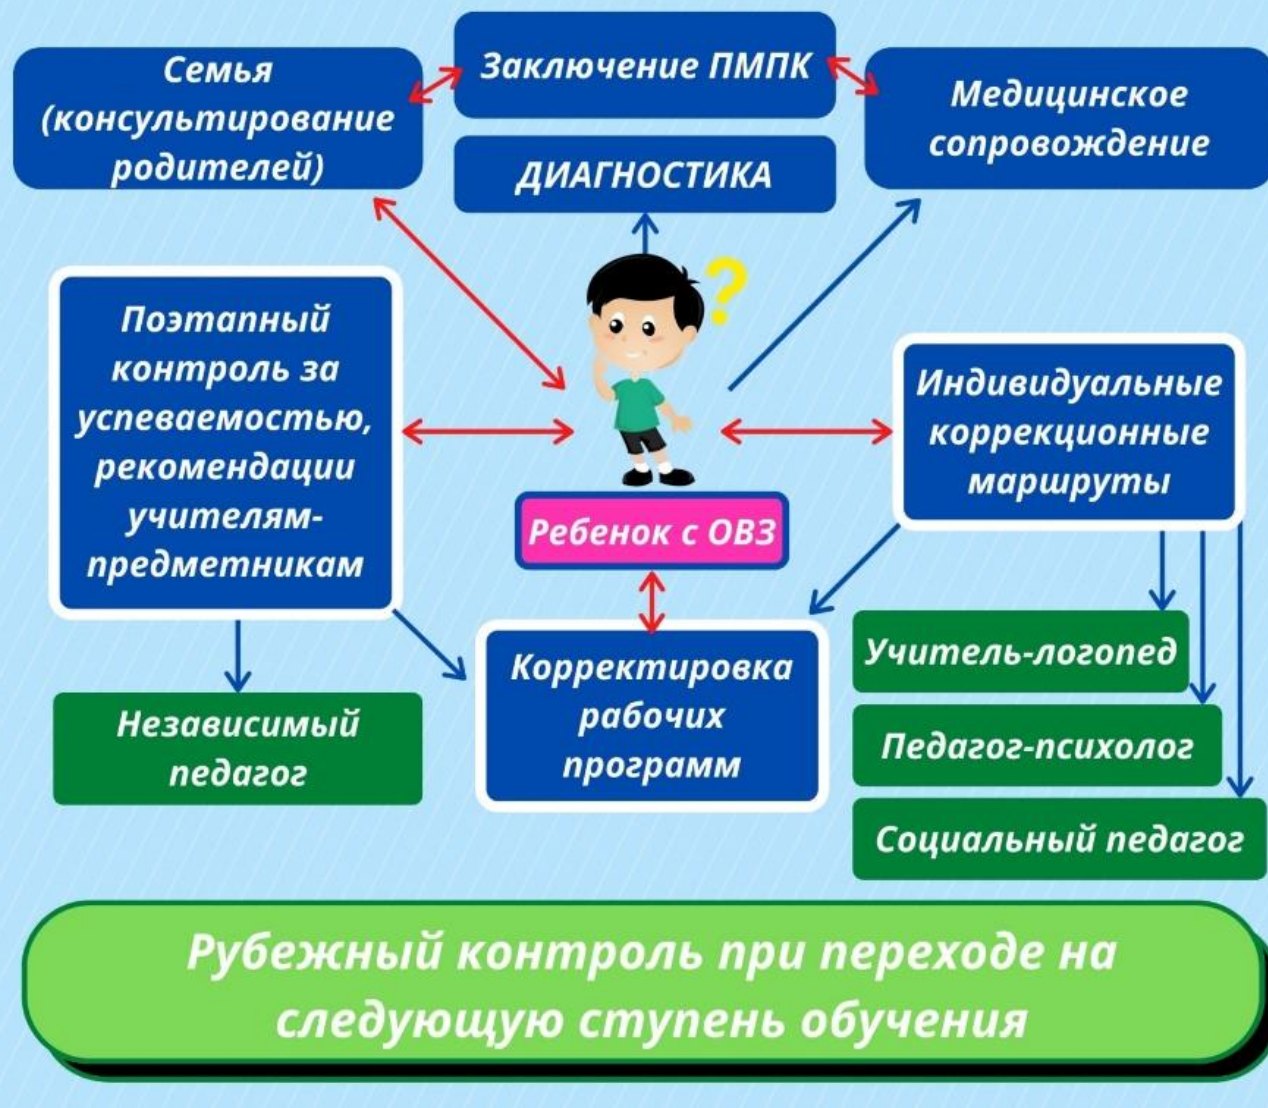 Семья
(консультирование
родителей)
Заключение ПМПК
ДИАГНОСТИКА
Медицинское
сопровождение
?
Поэтапный
контроль за
успеваемостью,
рекомендации
учителям-
предметникам
Индивидуальные
коррекционные
маршруты
Ребенок с ОВЗ
Независимый
педагог
Корректировка
рабочих
программ
Учитель-логопед
Педагог-психолог
Социальный педагог
Рубежный контроль при переходе на
следующую ступень обучения